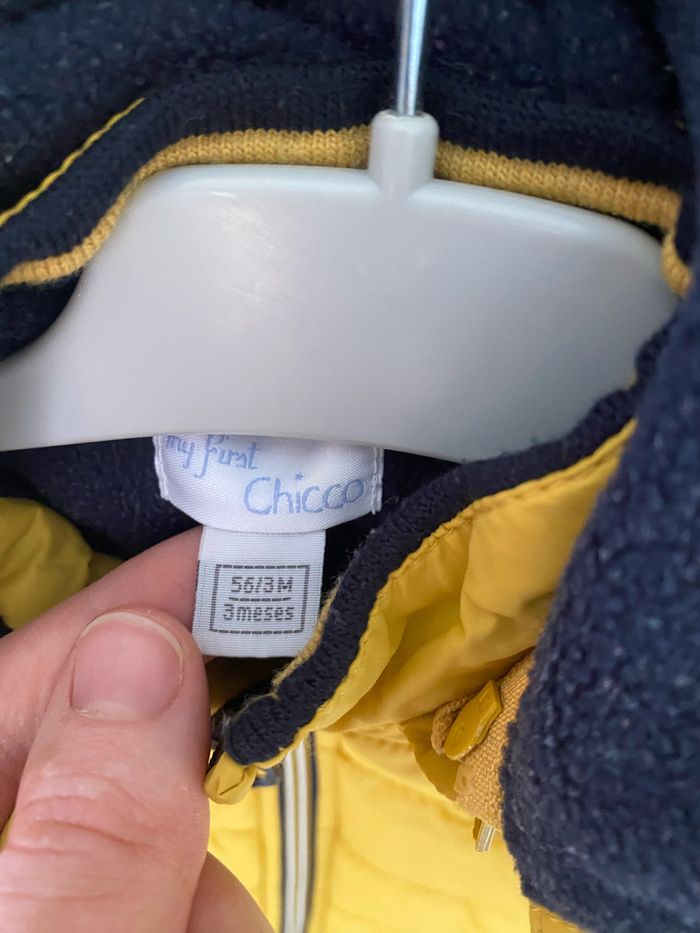 my first
Chicco
56/3M
3meses